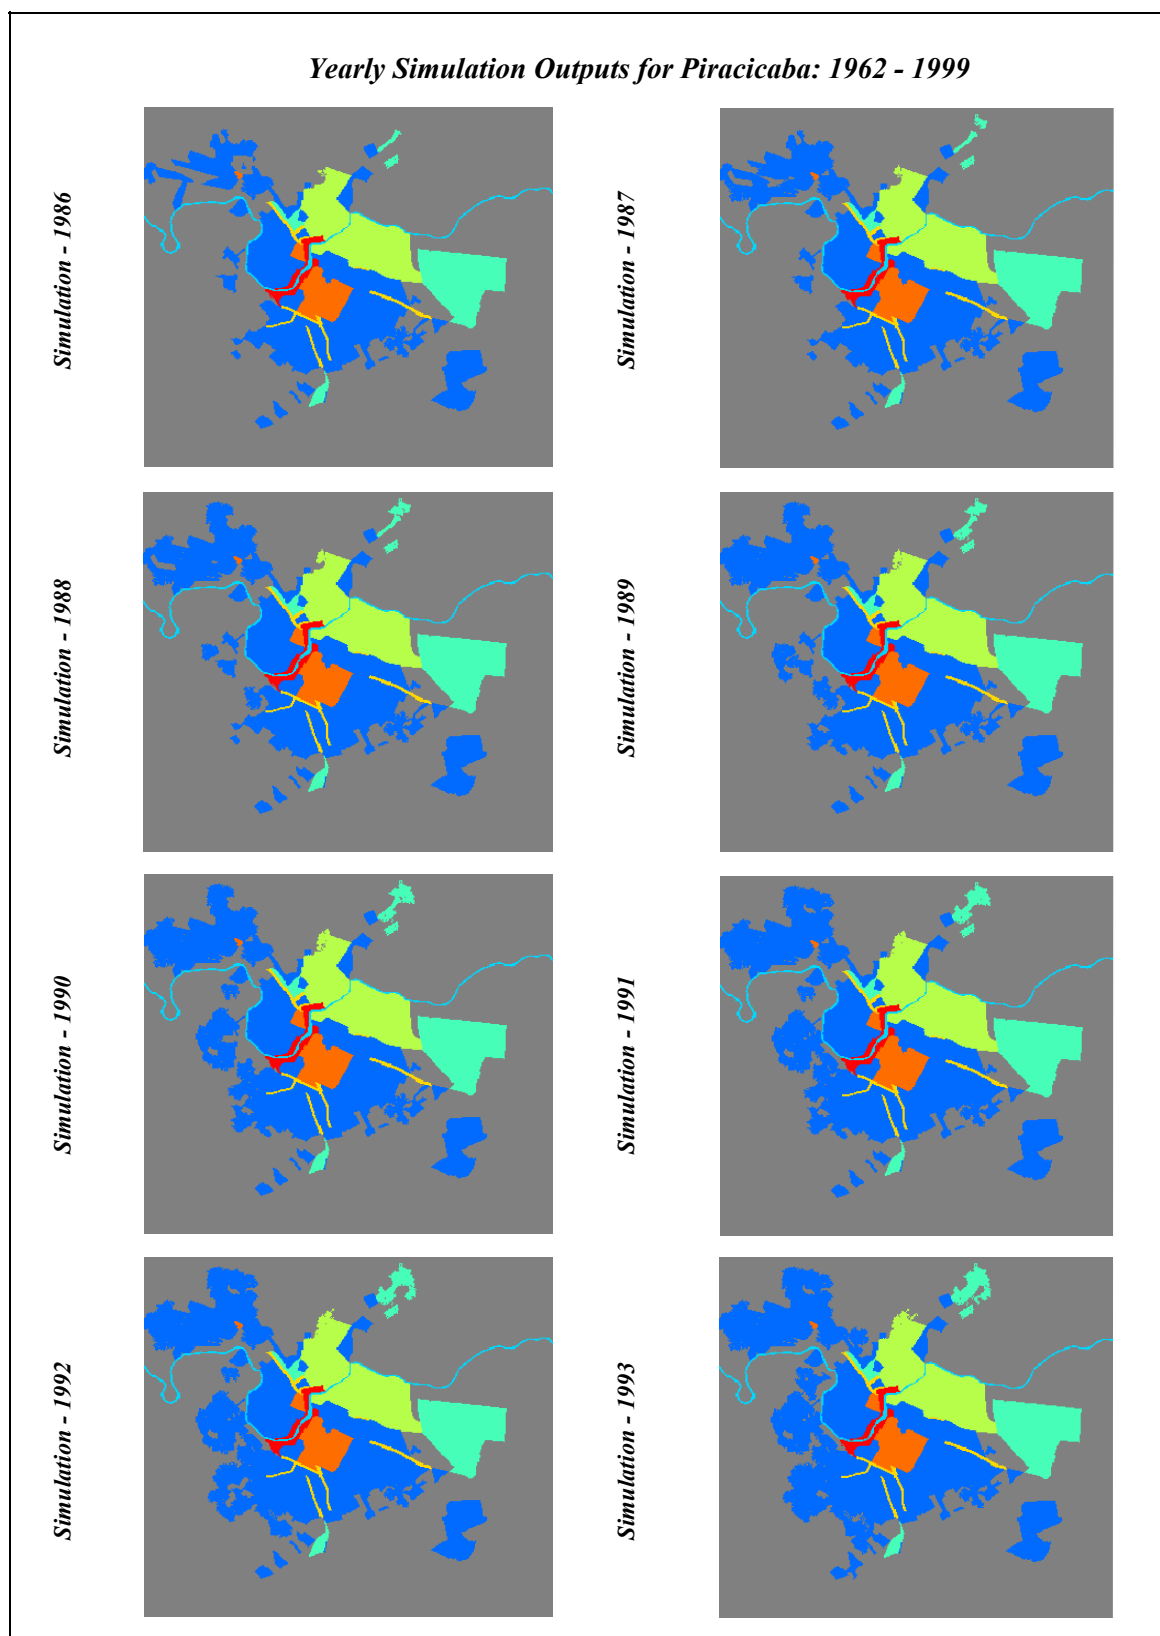 Yearly Simulation Outputs for Piracicaba: 1962 - 1999
Simulation - 1986
Simulation - 1987
Simulation - 1988
Simulation - 1989
Simulation - 1990
Simulation - 1991
Simulation - 1992
Simulation - 1993